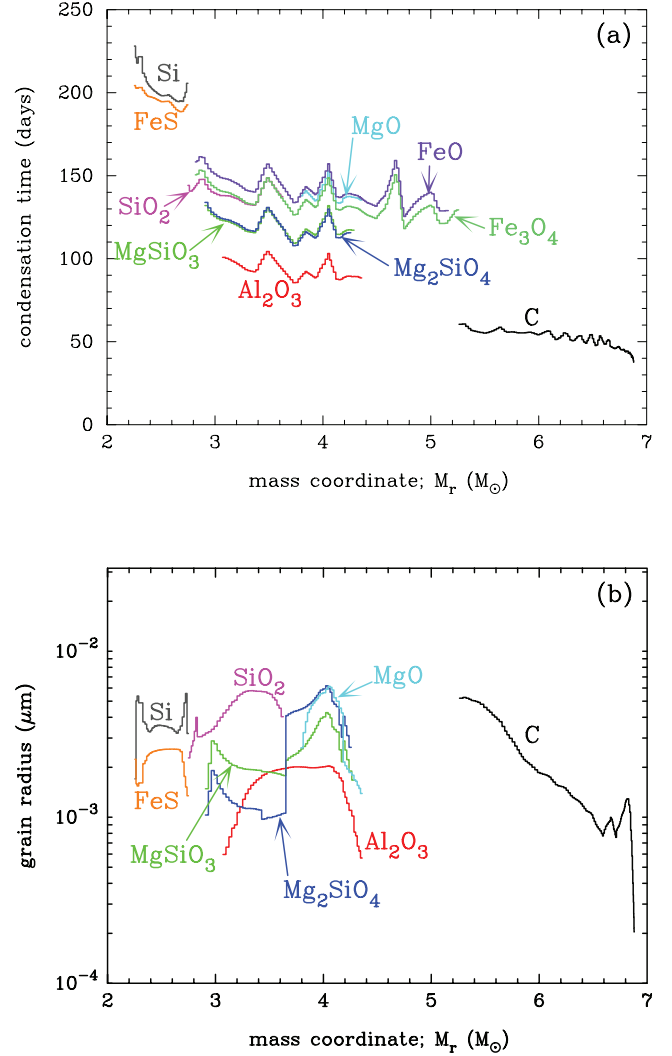 (a)
250
200
150
100
50
0
condensation time (days)
Si
FeS
MgO
FeO
SiO₂
MgSiO₃
Fe₃O₄
Mg₂SiO₄
Al₂O₃
C
2 3 4 5 6 7
mass coordinate; Mᵣ (M☉)
(b)
10⁻²
10⁻³
10⁻⁴
grain radius (μm)
SiO₂
MgO
Si
C
FeS
MgSiO₃
Al₂O₃
Mg₂SiO₄
2 3 4 5 6 7
mass coordinate; Mᵣ (M☉)